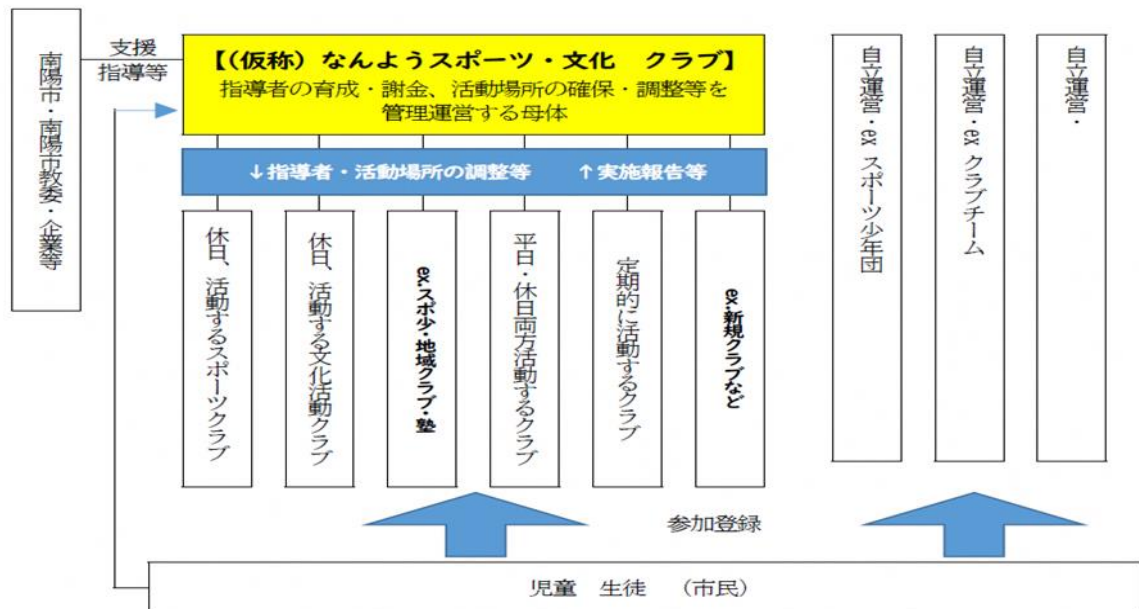 南陽市・南陽市教委・企業等
支援
指導等
【(仮称）なんようスポーツ・文化　クラブ】
指導者の育成・謝金、活動場所の確保・調整等を
管理運営する母体
↓指導者・活動場所の調整等　　↑実施報告等
休日、活動するスポーツクラブ
休日、活動する文化活動クラブ
ex.スポ少・地域クラブ・塾
平日・休日両方活動するクラブ
定期的に活動するクラブ
ex.新規クラブなど
自立運営・ex スポーツ少年団
自立運営・ex クラブチーム
自立運営・
参加登録
児童　生徒　（市民）